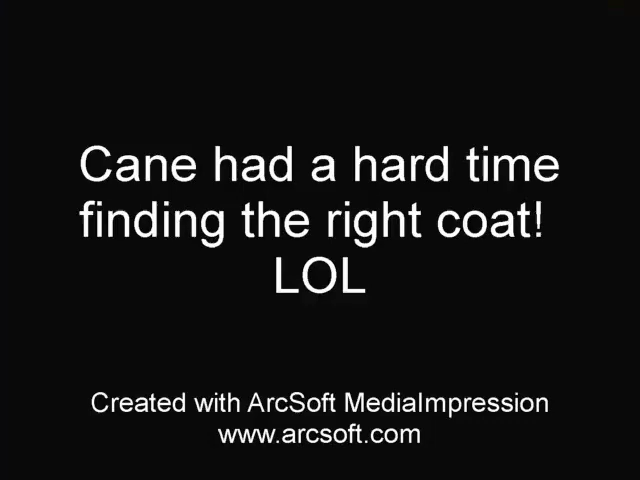 Cane had a hard time
finding the right coat!
LOL
Created with ArcSoft MediaImpression
www.arcsoft.com